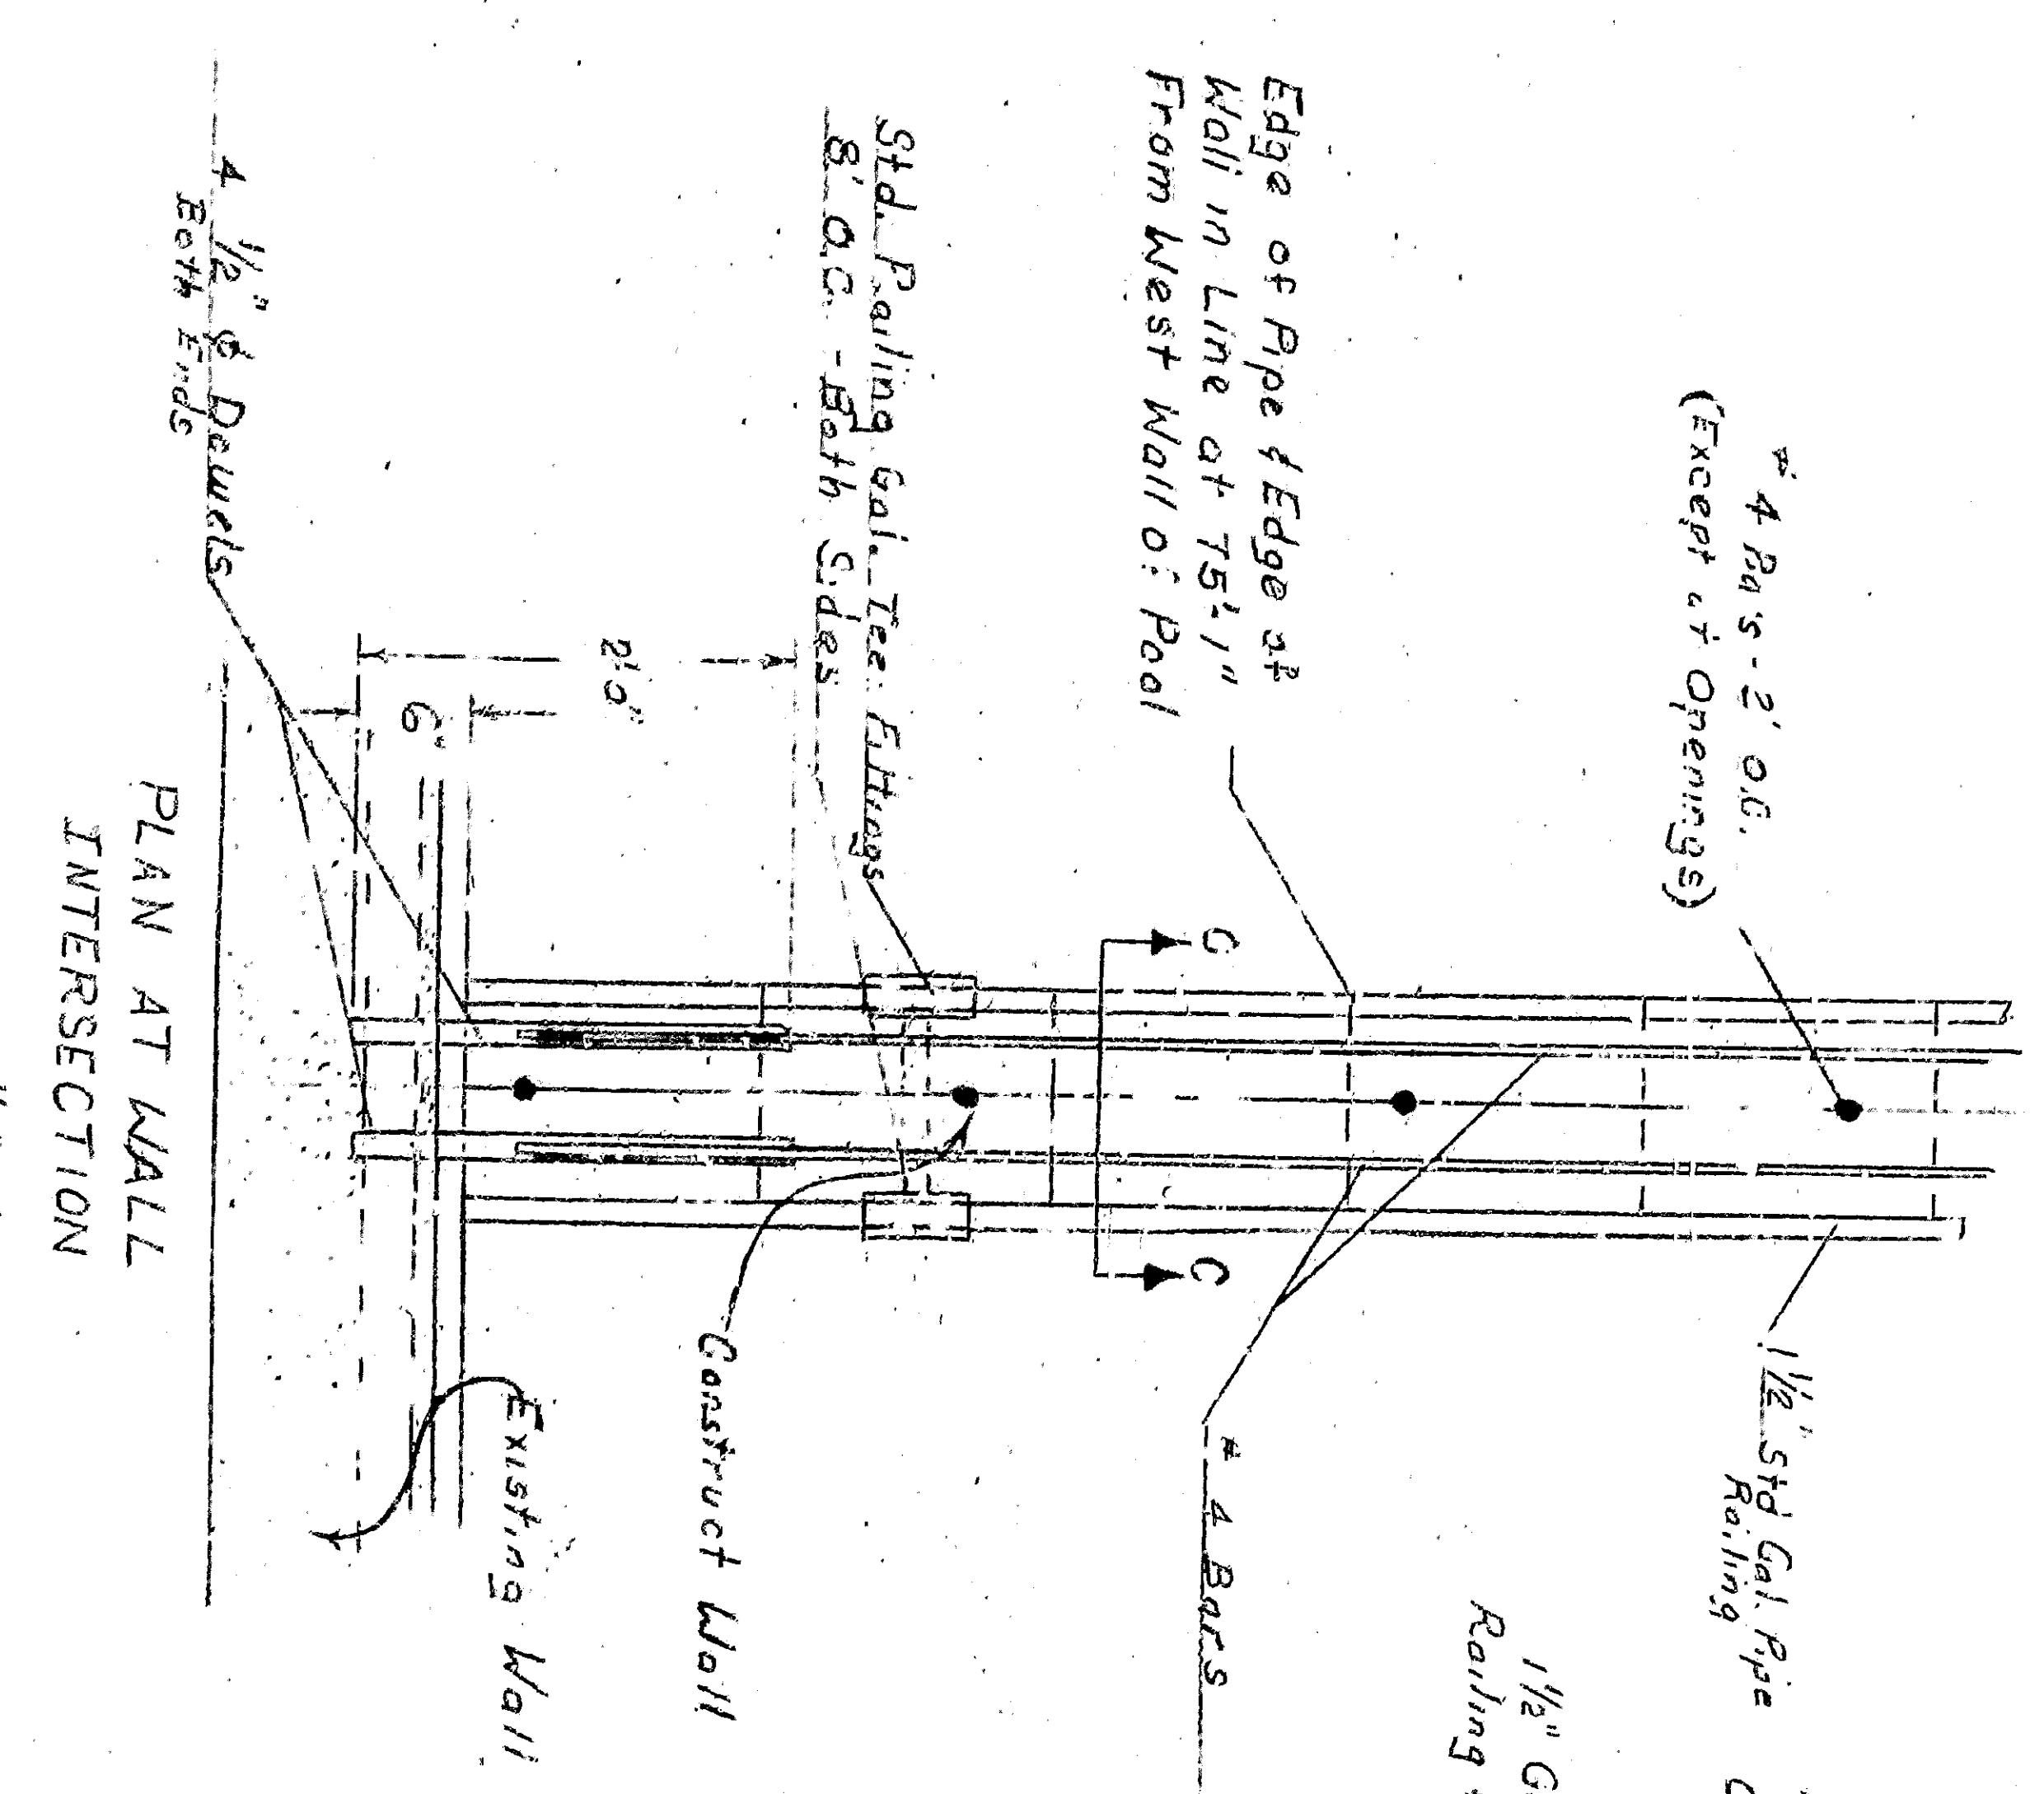 # 4 Ba's - 2' O.C.
(Except at Openings)
Edge of Pipe & Edge of
Wall in Line at 75'-1"
From West Wall of Pool
Std. Railing Gal. Tee Fittings
8' O.C. - Both Sides
4 1/2" ϕ Dowels
Both Ends
2'0"
6"
C
C
1 1/2" Std Gal. Pipe
Railing
1 1/2" G
Railing
# 4 Bars
Construct Wall
Existing Wall
PLAN AT WALL
INTERSECTION